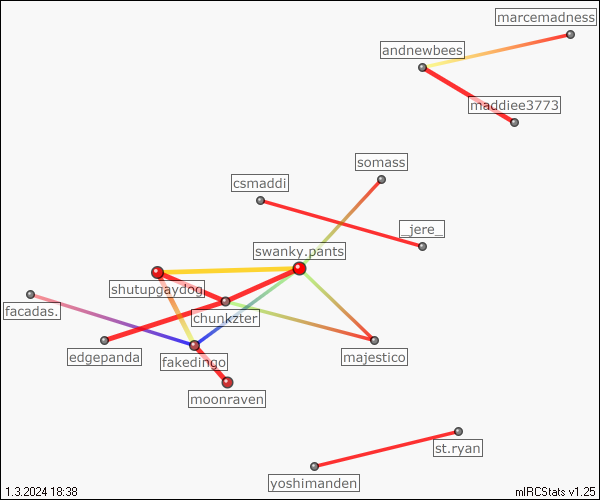 marcemadness
andnewbees
maddiee3773
somass
csmaddi
_jere_
swanky.pants
shutupgaydog
facadas.
chunkzter
edgepanda
fakedingo
majestico
moonraven
st.ryan
yoshimanden
1.3.2024 18:38
mIRCStats v1.25